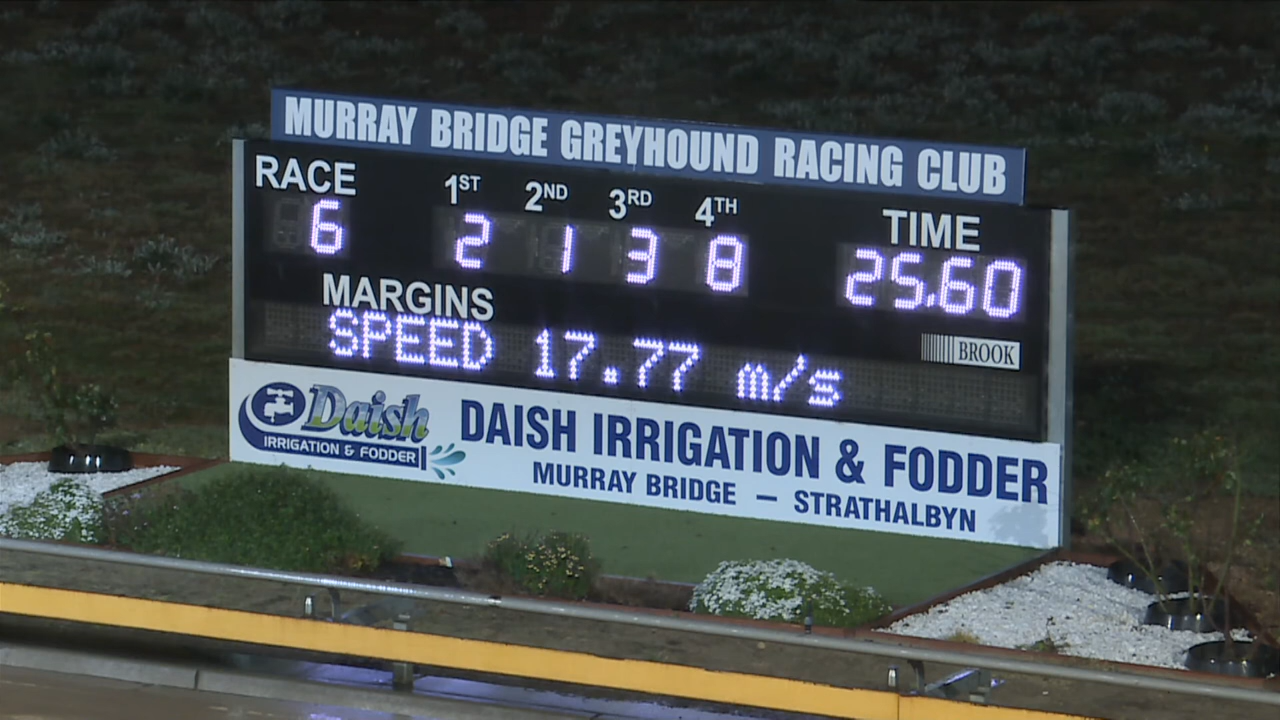 MURRAY BRIDGE GREYHOUND RACING CLUB
RACE 1ST 2ND 3RD 4TH TIME
6 2 1 3 8 25.60
MARGINS
SPEED 17.77 m/s
BROOK
Daish
IRRIGATION & FODDER
DAISH IRRIGATION & FODDER
MURRAY BRIDGE – STRATHALBYN